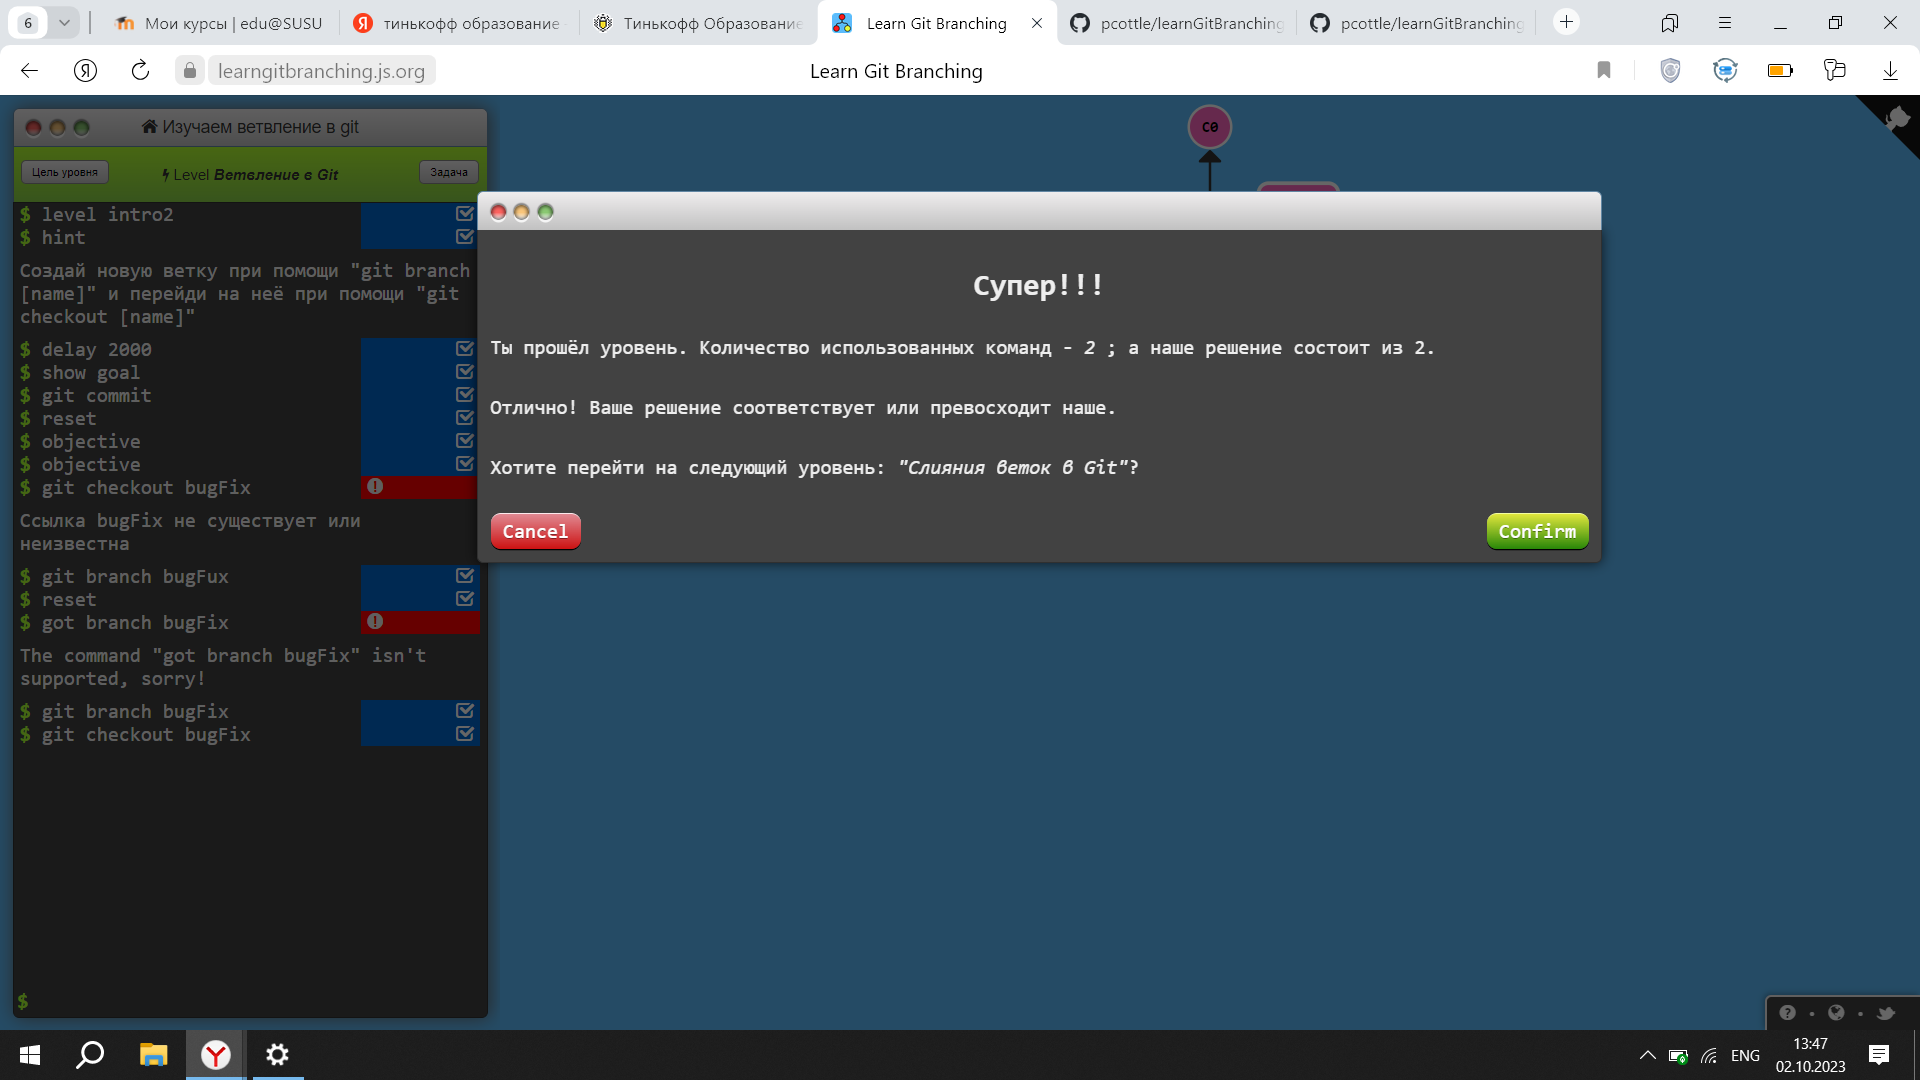 6
Мои курсы | edu@SUSU
тинькофф образование
Тинькофф Образование
Learn Git Branching
pcottle/learnGitBranching
pcottle/learnGitBranching
learngitbranching.js.org
Learn Git Branching
Изучаем ветвление в git
Цель уровня
Level Ветвление в Git
Задача
$ level intro2
$ hint
Создай новую ветку при помощи "git branch
[name]" и перейди на неё при помощи "git
checkout [name]"
$ delay 2000
$ show goal
$ git commit
$ reset
$ objective
$ objective
$ git checkout bugFix
Ссылка bugFix не существует или
неизвестна
$ git branch bugFux
$ reset
$ got branch bugFix
The command "got branch bugFix" isn't
supported, sorry!
$ git branch bugFix
$ git checkout bugFix
$
C0
Супер!!!
Ты прошёл уровень. Количество использованных команд - 2 ; а наше решение состоит из 2.
Отлично! Ваше решение соответствует или превосходит наше.
Хотите перейти на следующий уровень: "Слияния веток в Git"?
Cancel
Confirm
ENG
13:47
02.10.2023